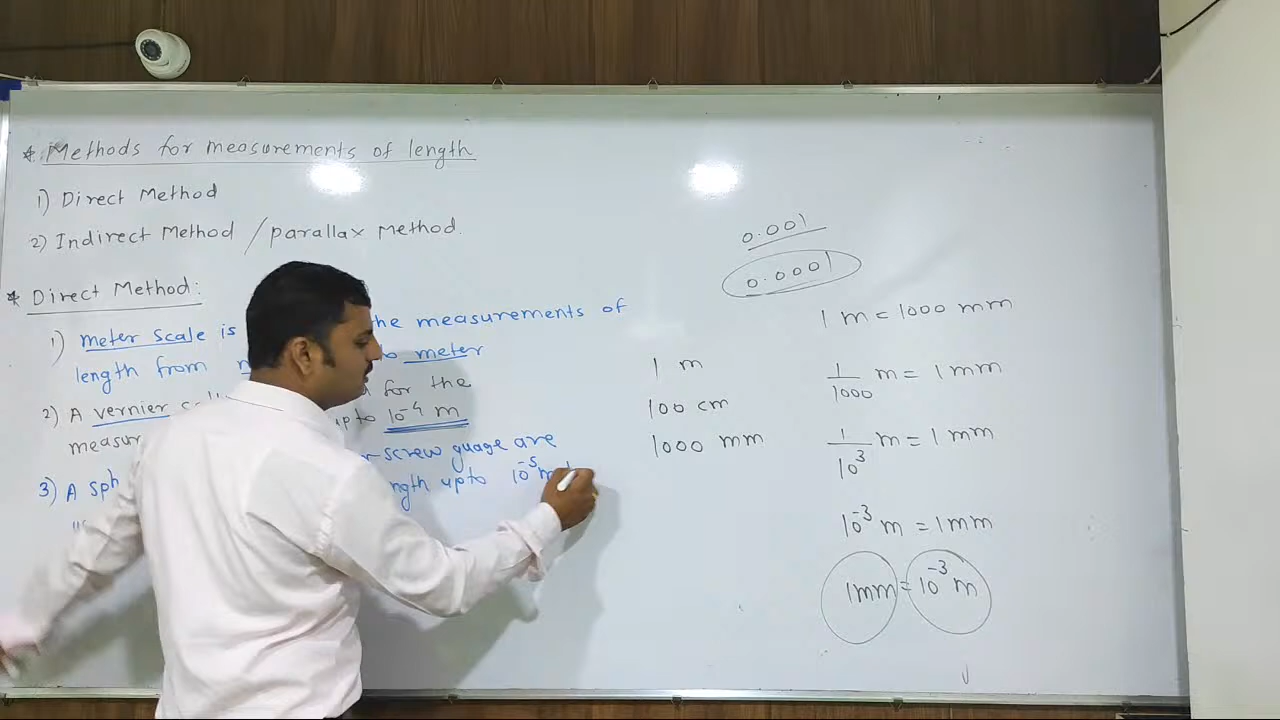 * Methods for measurements of length
1) Direct Method
2) Indirect Method / parallax Method.
* Direct Method:
1) meter scale is the measurements of
length from to meter
2) A vernier for the
measur upto 10⁻⁴ m
3) A sph screw guage are
upto 10⁻⁵ m
0.001
0.0001
1 m
100 cm
1000 mm
1 m = 1000 mm
1/1000 m = 1 mm
1/10³ m = 1 mm
10⁻³ m = 1 mm
1 mm = 10⁻³ m